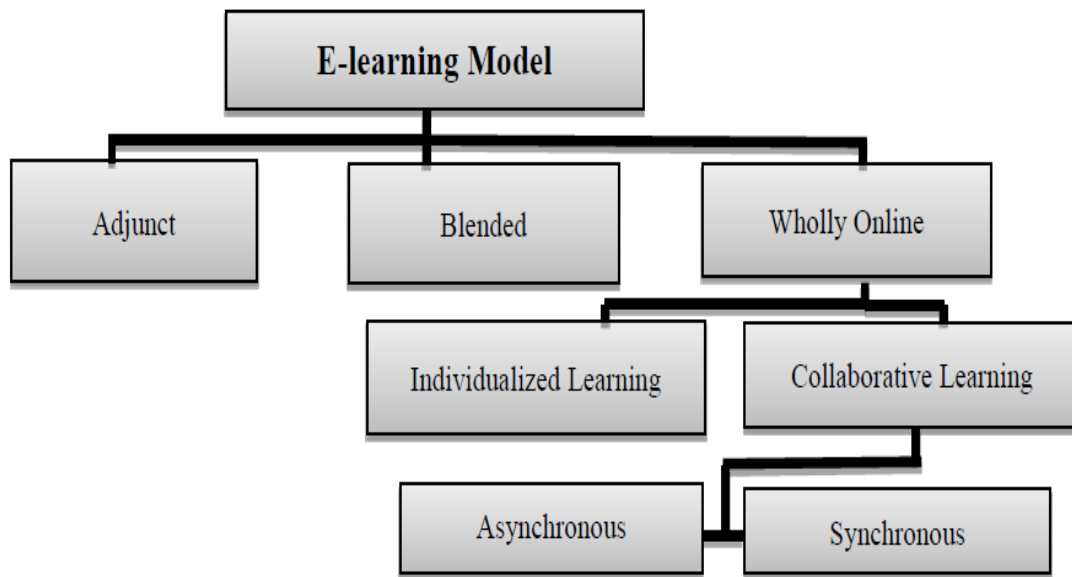 E-learning Model
Adjunct
Blended
Wholly Online
Individualized Learning
Collaborative Learning
Asynchronous
Synchronous